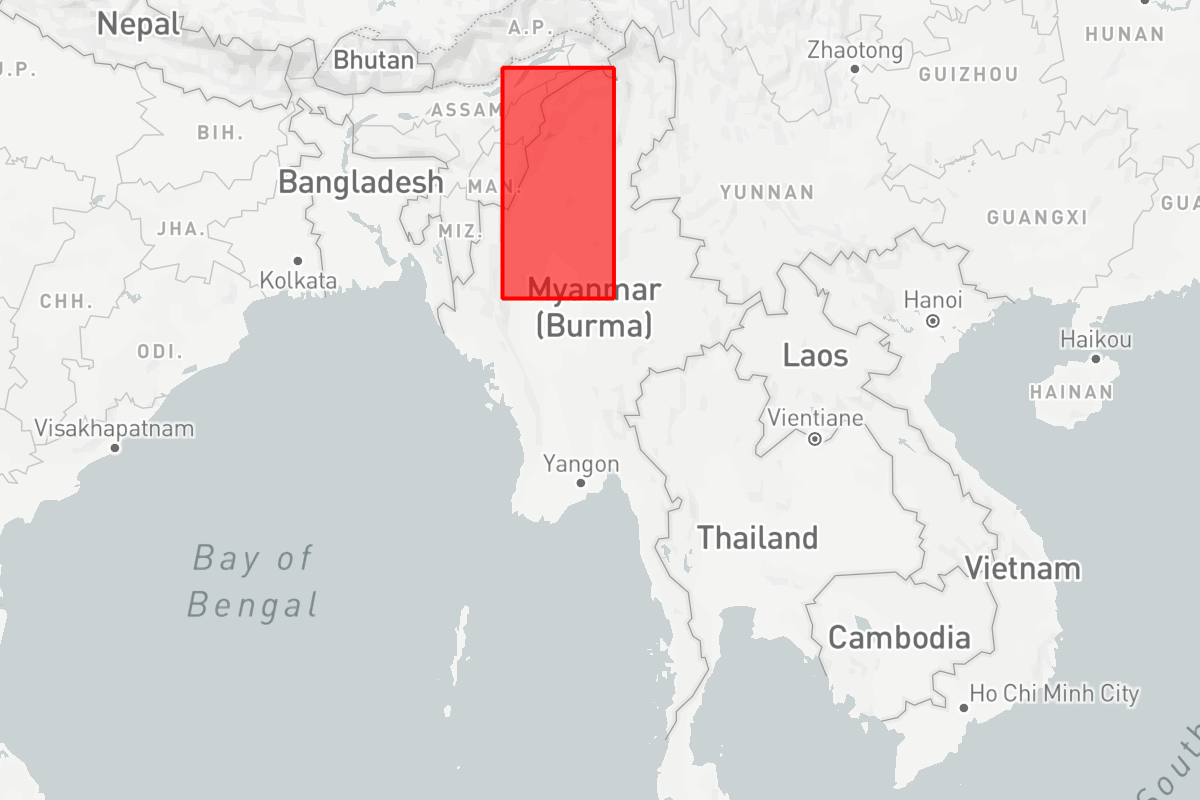 Nepal
A.P.
Bhutan
Zhaotong
HUNAN
GUIZHOU
J.P.
ASSAM
BIH.
Bangladesh
MAN.
YUNNAN
GUANGXI
GUA
JHA.
MIZ.
Kolkata
CHH.
Myanmar
(Burma)
Hanoi
Haikou
ODI.
Laos
HAINAN
Visakhapatnam
Vientiane
Yangon
Thailand
Bay of
Bengal
Vietnam
Cambodia
Ho Chi Minh City
South